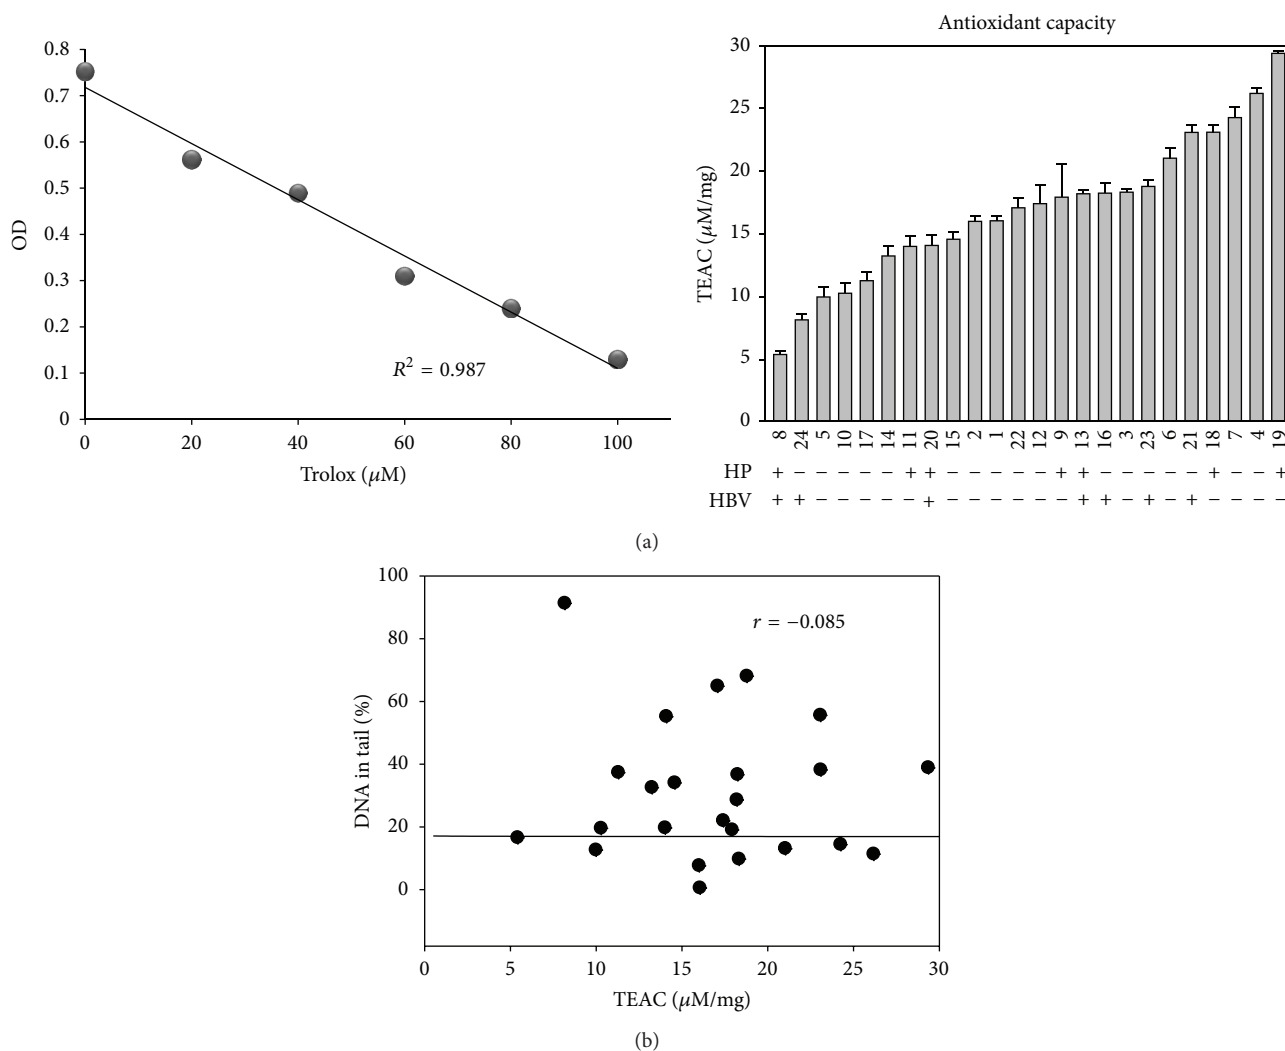 0.8
0.7
0.6
0.5
0.4
0.3
0.2
0.1
0
OD
R² = 0.987
0 20 40 60 80 100
Trolox (μM)
Antioxidant capacity
30
25
20
15
10
5
0
TEAC (μM/mg)
8 24 5 10 17 14 11 20 15 2 1 22 12 9 13 16 3 23 6 21 18 7 4 19
HP + − − − − − + + − − − − − + + − − − − − + − − +
HBV + + − − − − − + − − − − − − + + − + − + − − − −
(a)
100
80
60
40
20
0
DNA in tail (%)
r = −0.085
0 5 10 15 20 25 30
TEAC (μM/mg)
(b)